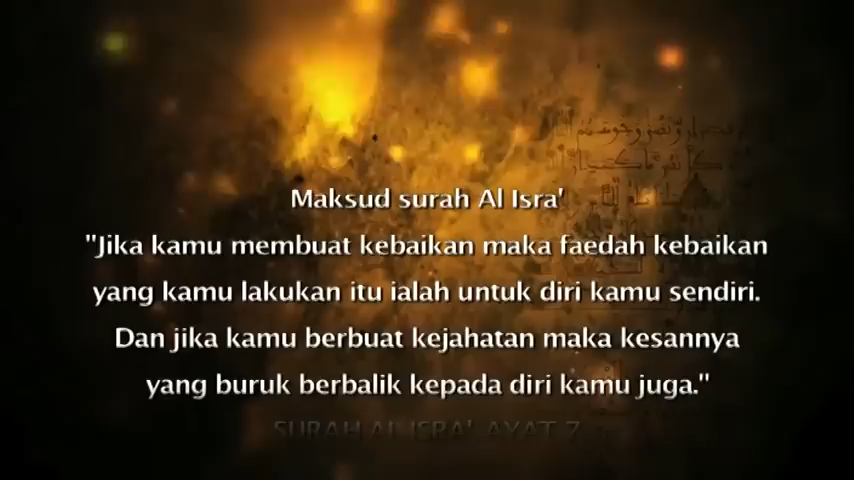 Maksud surah Al Isra'
"Jika kamu membuat kebaikan maka faedah kebaikan
yang kamu lakukan itu ialah untuk diri kamu sendiri.
Dan jika kamu berbuat kejahatan maka kesannya
yang buruk berbalik kepada diri kamu juga."
SURAH AL ISRA' AYAT 7